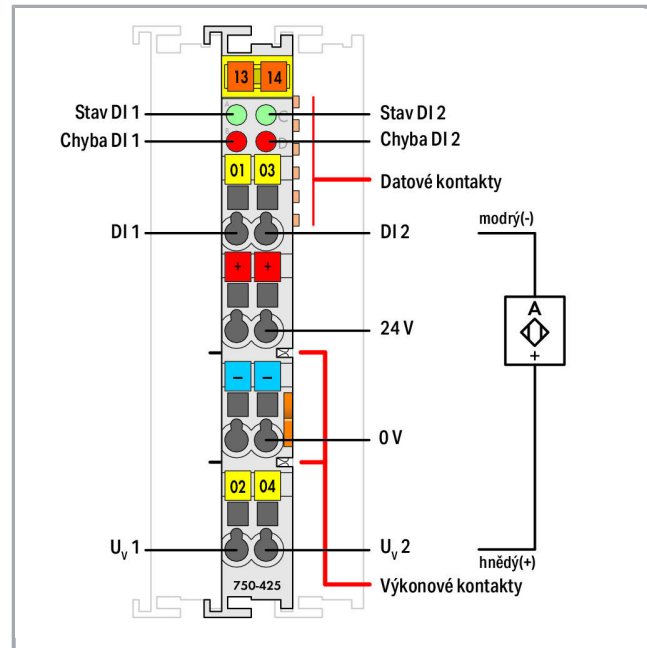 13 14
Stav DI 1
A
C
Stav DI 2
Chyba DI 1
B
D
Chyba DI 2
01 03
Datové kontakty
DI 1
DI 2
modrý(-)
+ +
A
24 V
+
– –
0 V
02 04
Uv 1
Uv 2
hnědý(+)
750-425
Výkonové kontakty